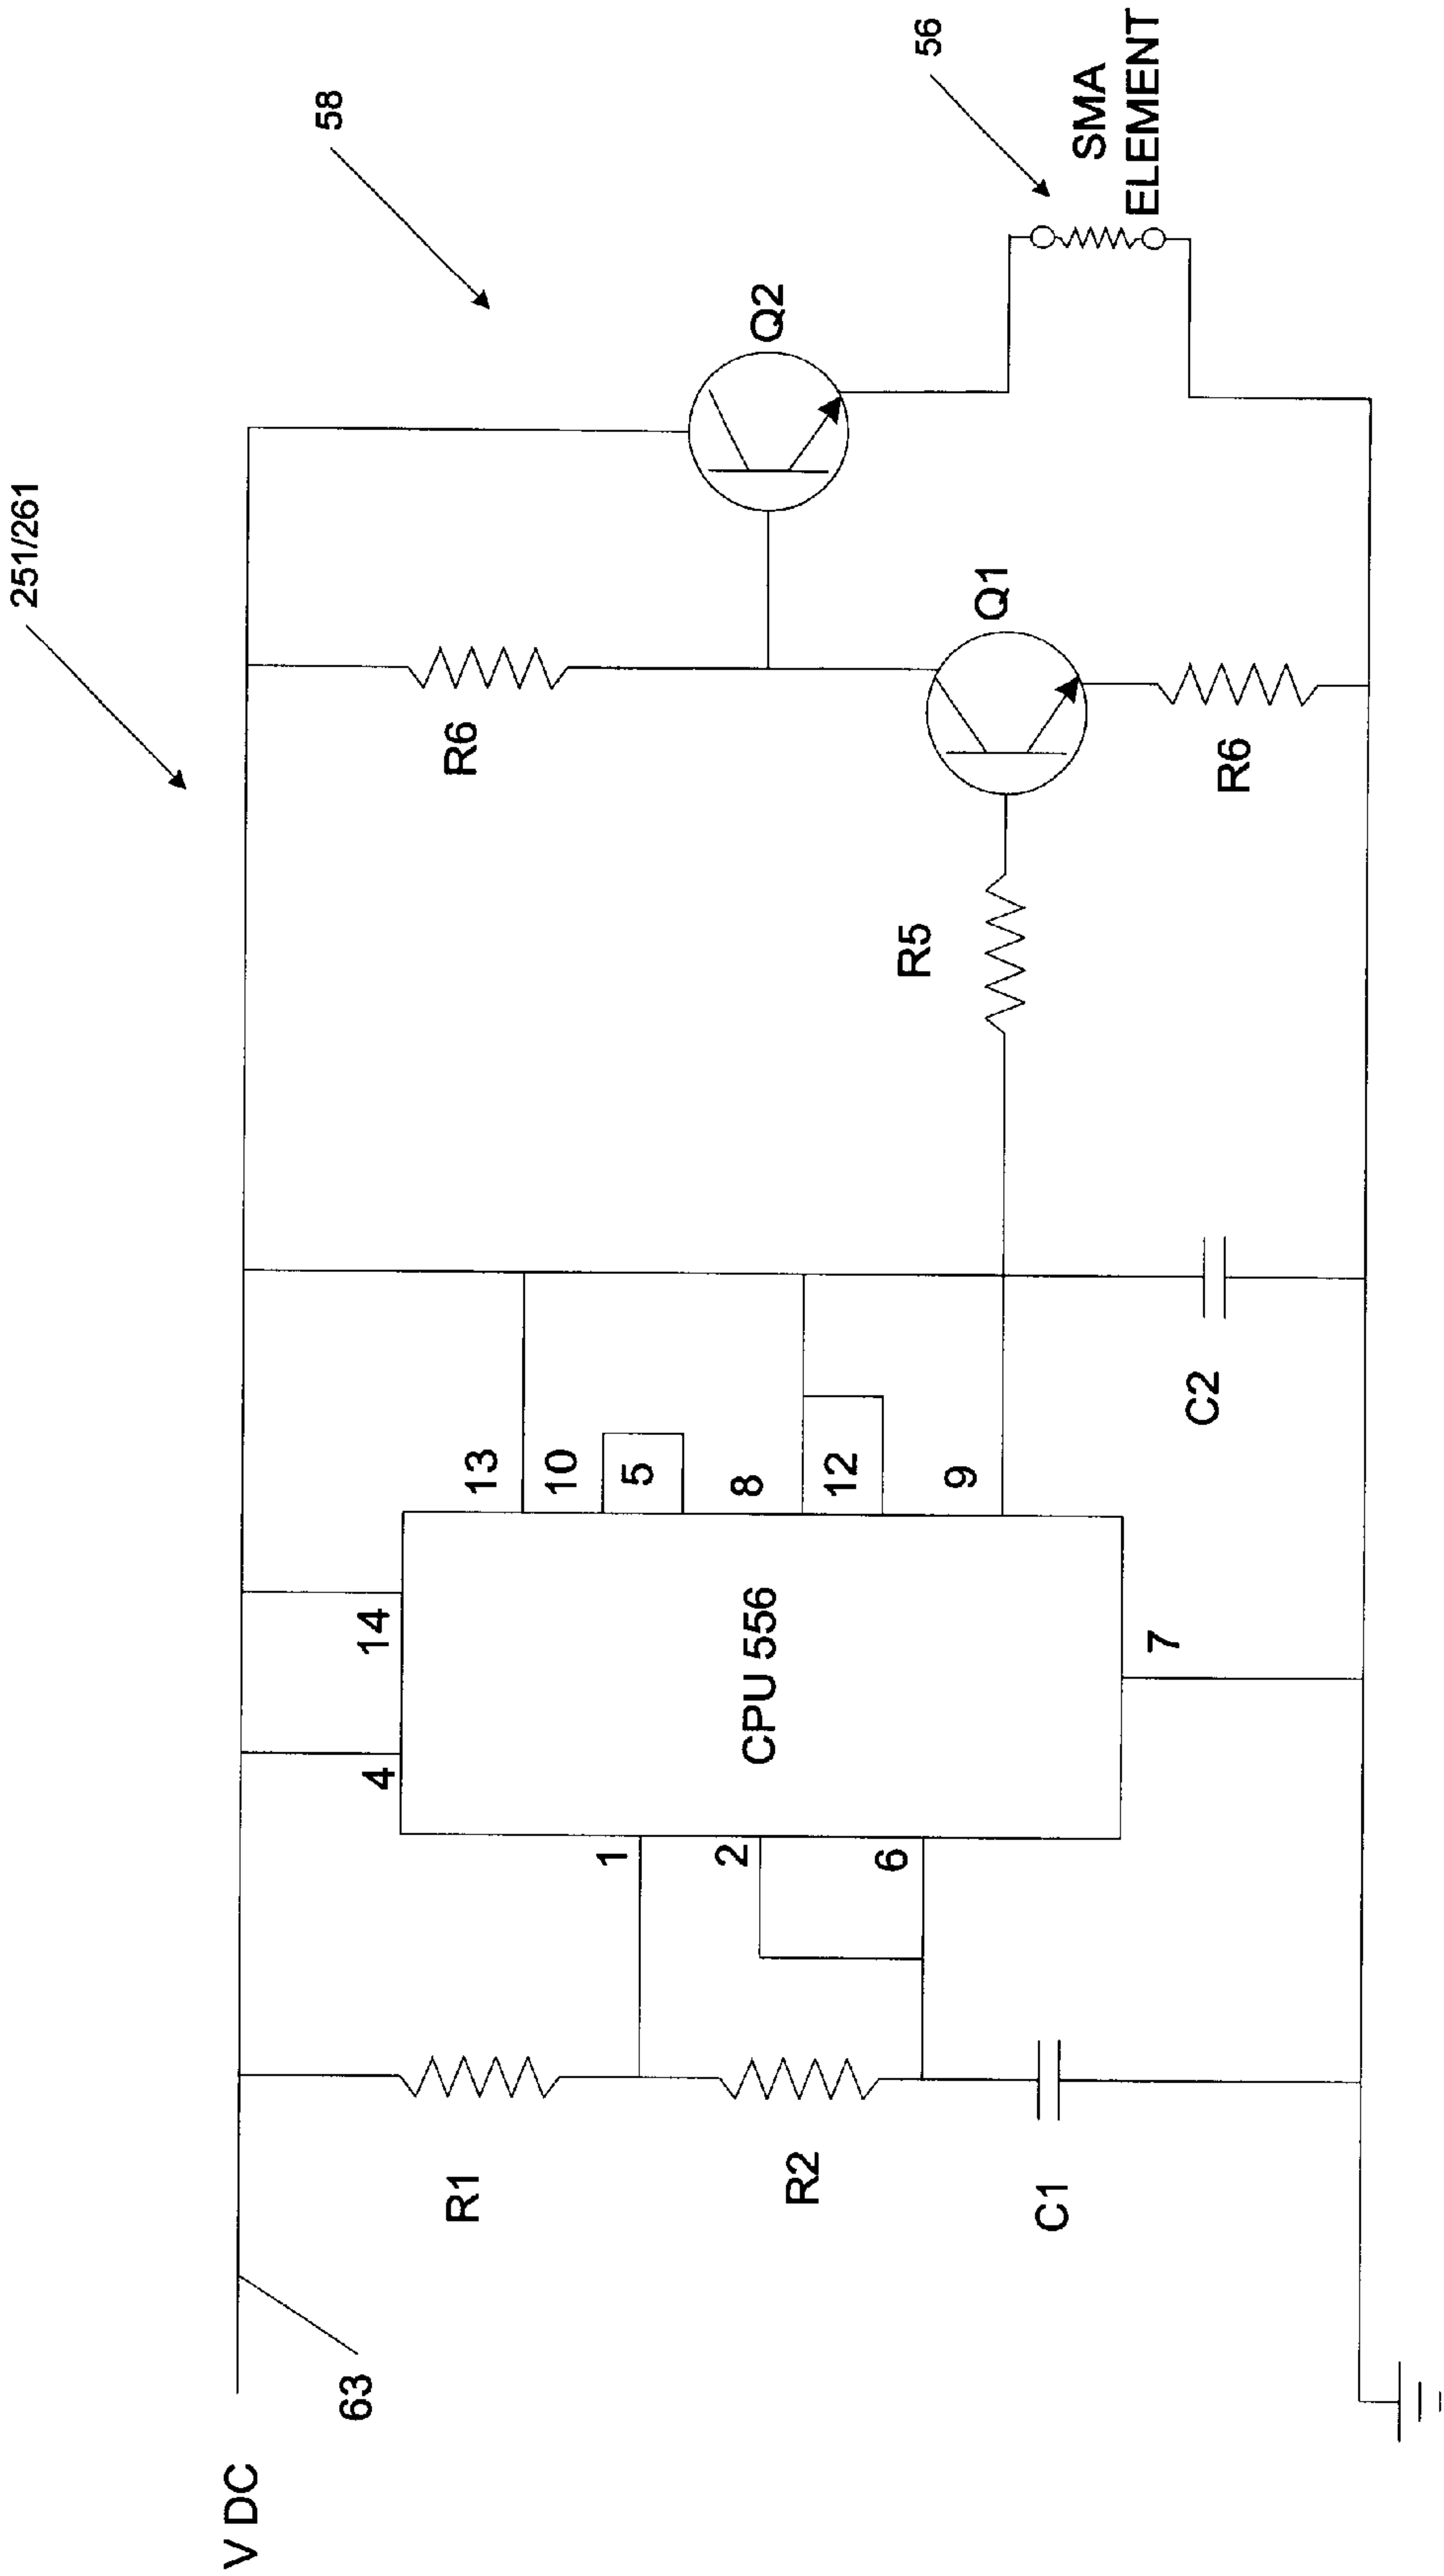 251/261
58
56
SMA
ELEMENT
Q2
Q1
R6
R6
R5
13
10
5
8
12
9
C2
14
4
CPU 556
7
1
2
6
R1
R2
C1
63
V DC